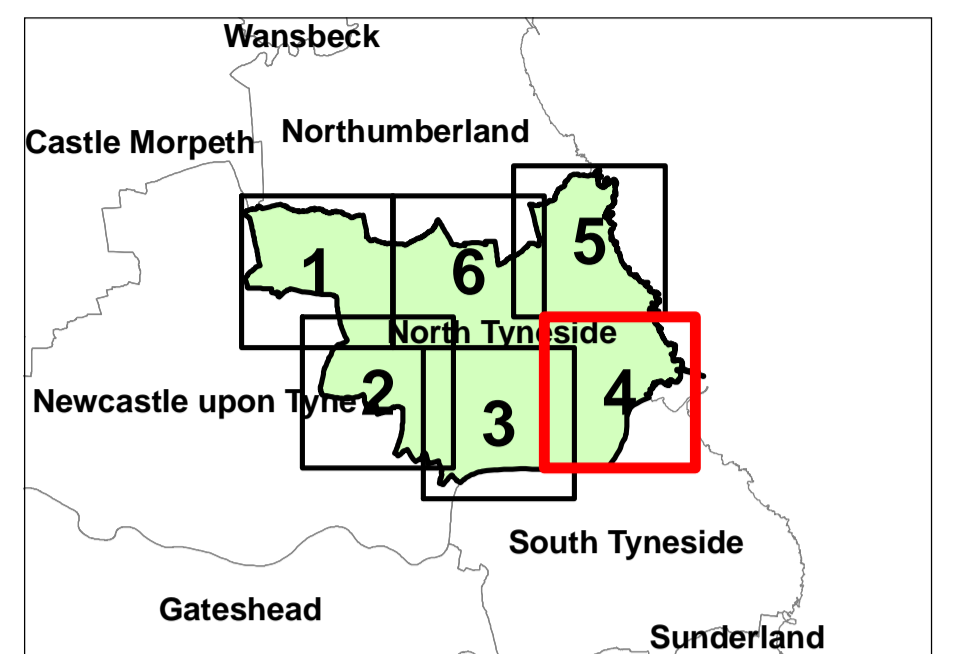 Wansbeck
Northumberland
Castle Morpeth
5
1
6
North Tyneside
2
4
Newcastle upon Tyne
3
South Tyneside
Gateshead
Sunderland